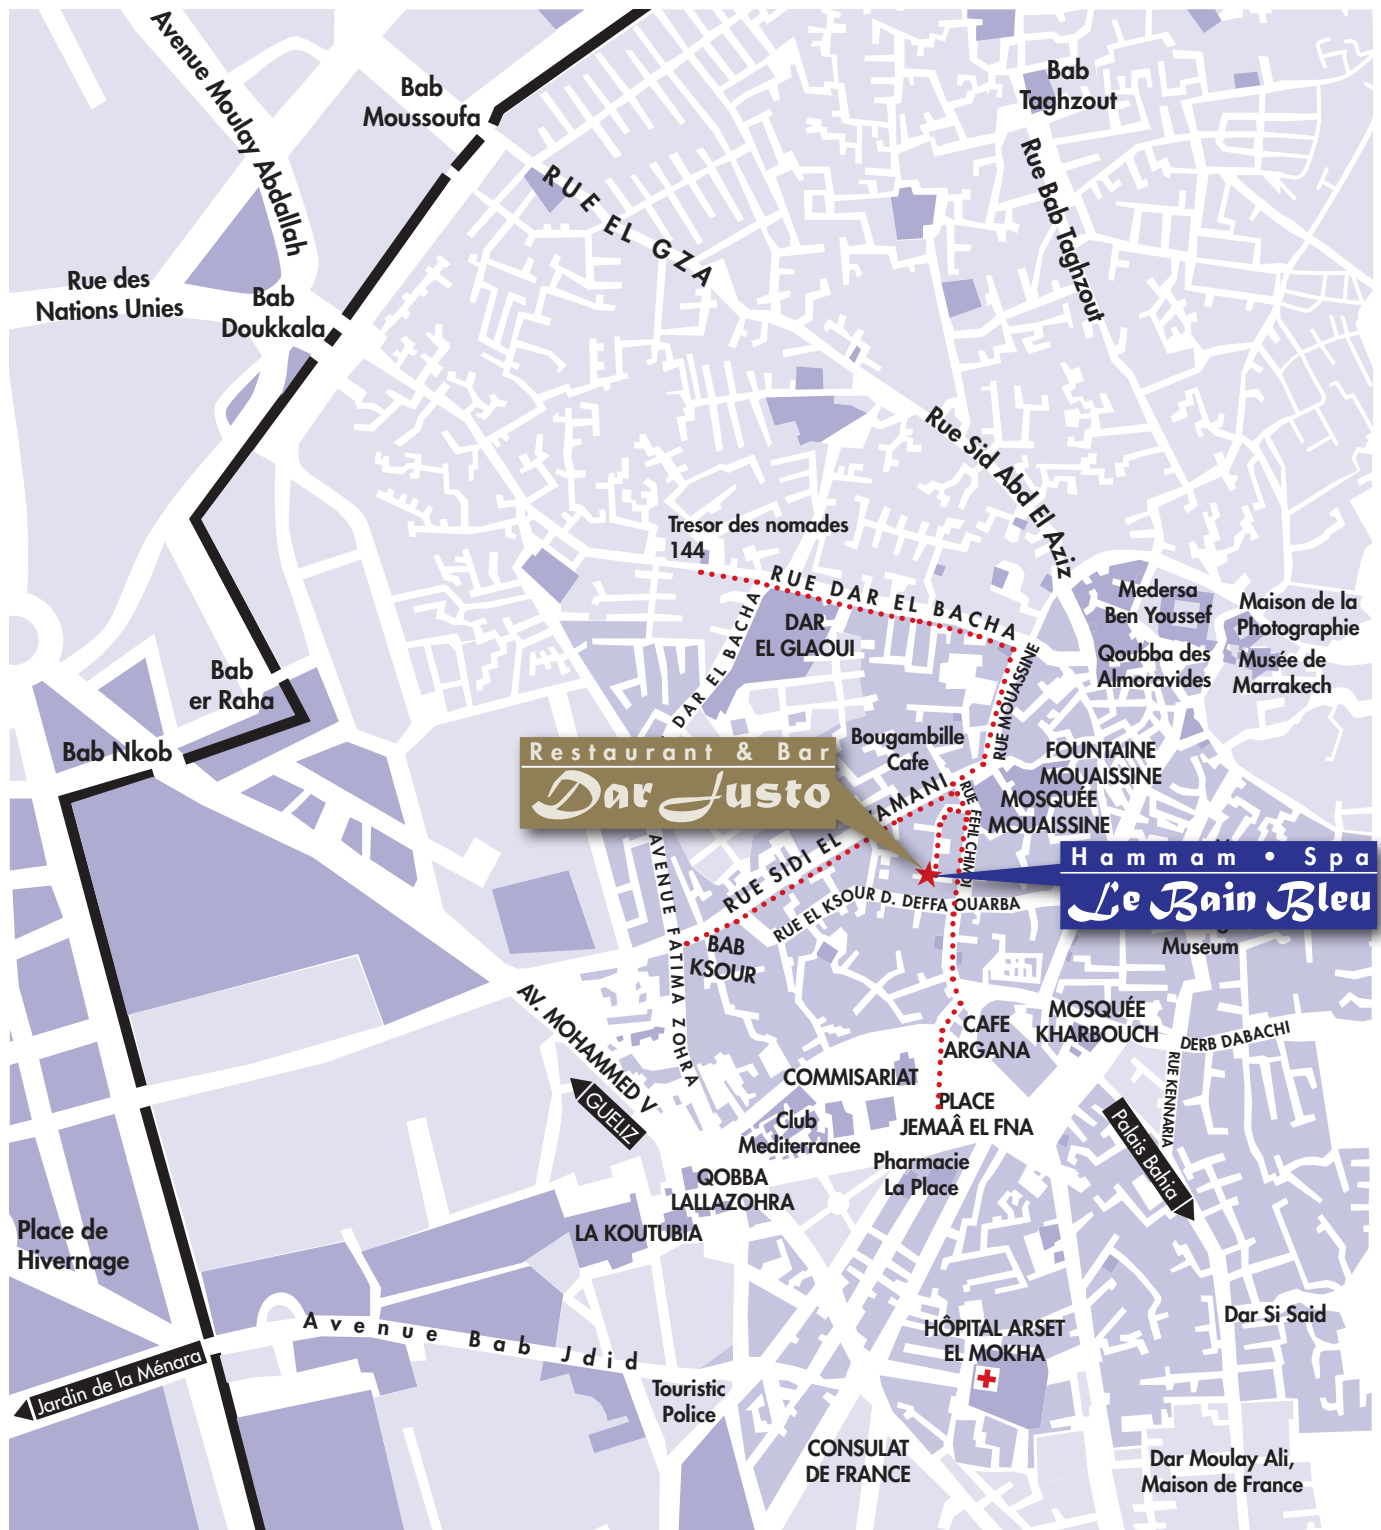 Avenue Moulay Abdallah
Bab
Moussoufa
Bab
Taghzout
RUE EL GZA
Rue Bab Taghzout
Rue des
Nations Unies
Bab
Doukkala
Rue Sid Abd El Aziz
Tresor des nomades
144
RUE DAR EL BACHA
DAR EL BACHA
DAR
EL GLAOUI
Medersa
Ben Youssef
Maison de la
Photographie
Qoubba des
Almoravides
Musée de
Marrakech
RUE MOUASSINE
Bab
er Raha
Bab Nkob
Bougambille
Cafe
FOUNTAINE
MOUAISSINE
MOSQUÉE
MOUAISSINE
Restaurant & Bar
Dar Justo
RUE SIDI EL YAMANI
RUE FEHL CHIMDI
Hammam • Spa
Le Bain Bleu
AVENUE FATIMA ZOHRA
RUE EL KSOUR D. DEFFA OUARBA
BAB
KSOUR
Museum
AV. MOHAMMED V
GUELIZ
CAFE
ARGANA
MOSQUÉE
KHARBOUCH
DERB DABACHI
RUE KENNARIA
COMMISARIAT
PLACE
JEMAÂ EL FNA
Club
Mediterranee
Palais Bahia
Pharmacie
La Place
QOBBA
LALLAZOHRA
LA KOUTUBIA
Place de
Hivernage
Avenue Bab Jdid
Jardin de la Ménara
Dar Si Said
HÔPITAL ARSET
EL MOKHA
Touristic
Police
CONSULAT
DE FRANCE
Dar Moulay Ali,
Maison de France